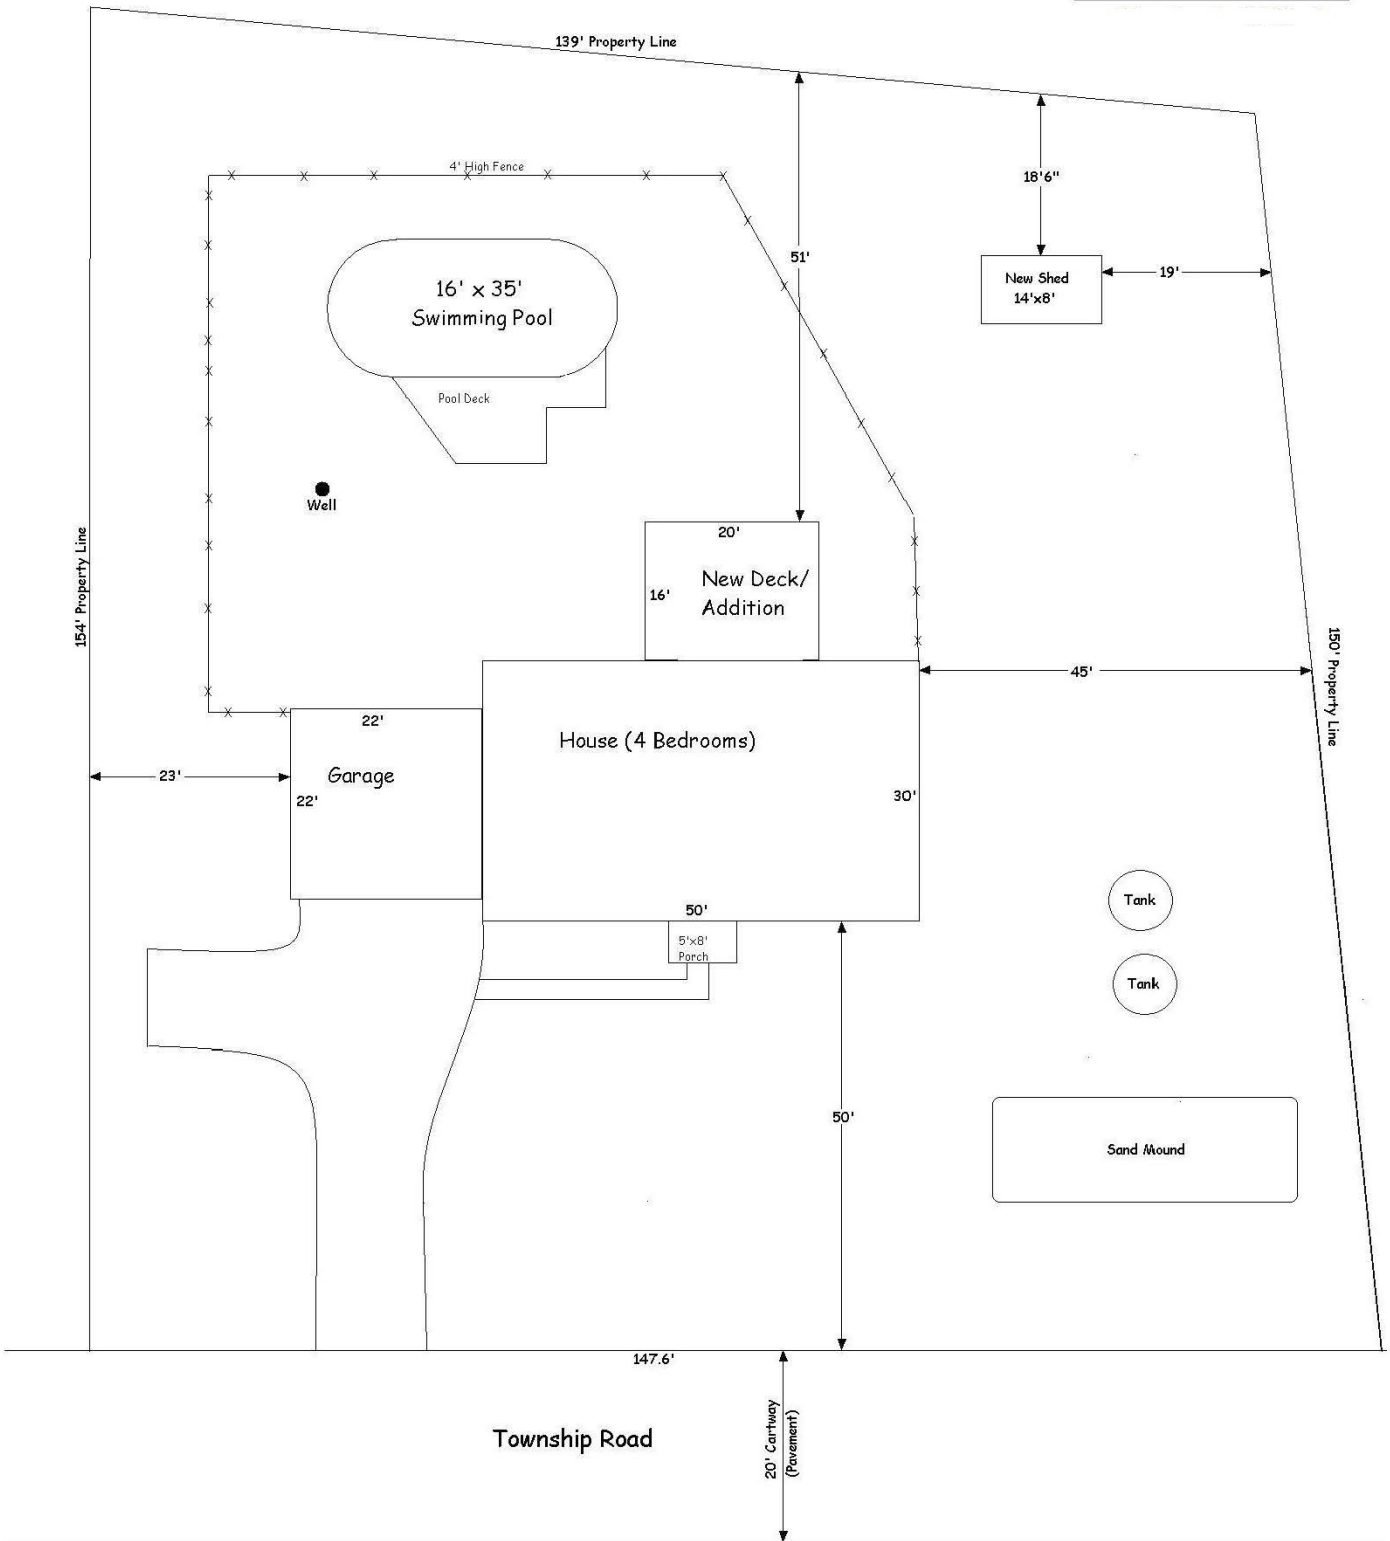 139' Property Line
4' High Fence
18'6"
51'
19'
New Shed
14'x8'
16' x 35'
Swimming Pool
Pool Deck
Well
154' Property Line
20'
New Deck/
Addition
16'
150' Property Line
45'
22'
House (4 Bedrooms)
23'
Garage
22'
30'
50'
5'x8'
Porch
Tank
Tank
50'
Sand Mound
147.6'
Township Road
20' Cartway
(Pavement)